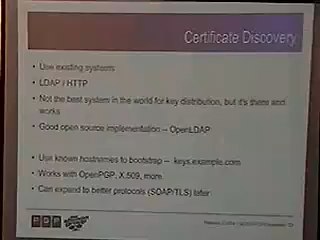 Certificate Discovery
• Use existing systems
• LDAP / HTTP
• Not the best system in the world for key distribution, but it's there and
works
• Good open source implementation – OpenLDAP
• Use known hostnames to bootstrap – keys.example.com
• Works with OpenPGP, X.509, more
• Can expand to better protocols (SOAP/TLS) later
PGP